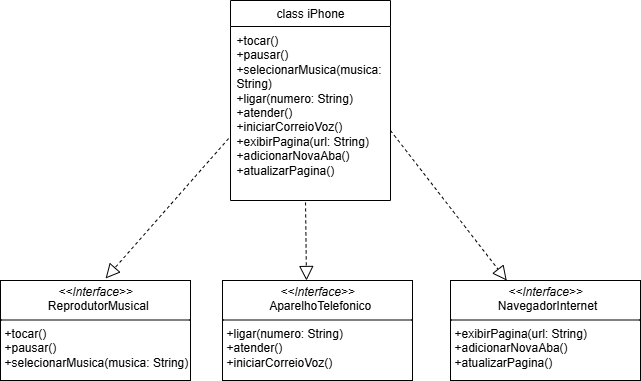 class iPhone
+tocar()
+pausar()
+selecionarMusica(musica:
String)
+ligar(numero: String)
+atender()
+iniciarCorreioVoz()
+exibirPagina(url: String)
+adicionarNovaAba()
+atualizarPagina()
<<Interface>>
ReprodutorMusical
+tocar()
+pausar()
+selecionarMusica(musica: String)
<<Interface>>
AparelhoTelefonico
+ligar(numero: String)
+atender()
+iniciarCorreioVoz()
<<Interface>>
NavegadorInternet
+exibirPagina(url: String)
+adicionarNovaAba()
+atualizarPagina()